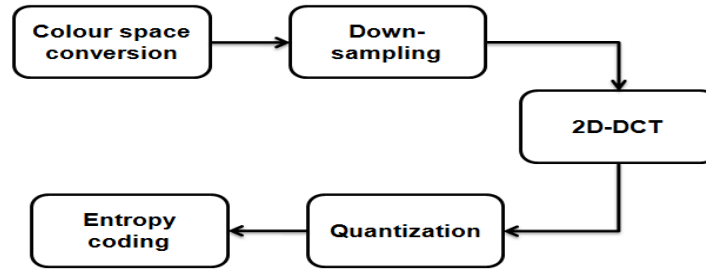 Colour space
conversion
Down-
sampling
2D-DCT
Quantization
Entropy
coding